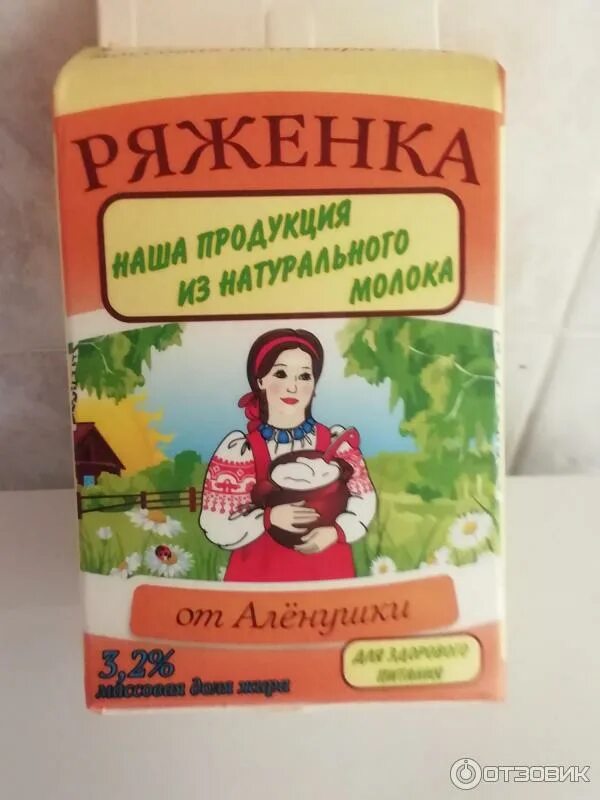 РЯЖЕНКА
НАША ПРОДУКЦИЯ
ИЗ НАТУРАЛЬНОГО
МОЛОКА
от Алёнушки
3,2%
массовая доля жира
ДЛЯ ЗДОРОВОГО
ПИТАНИЯ
ОТЗОВИК